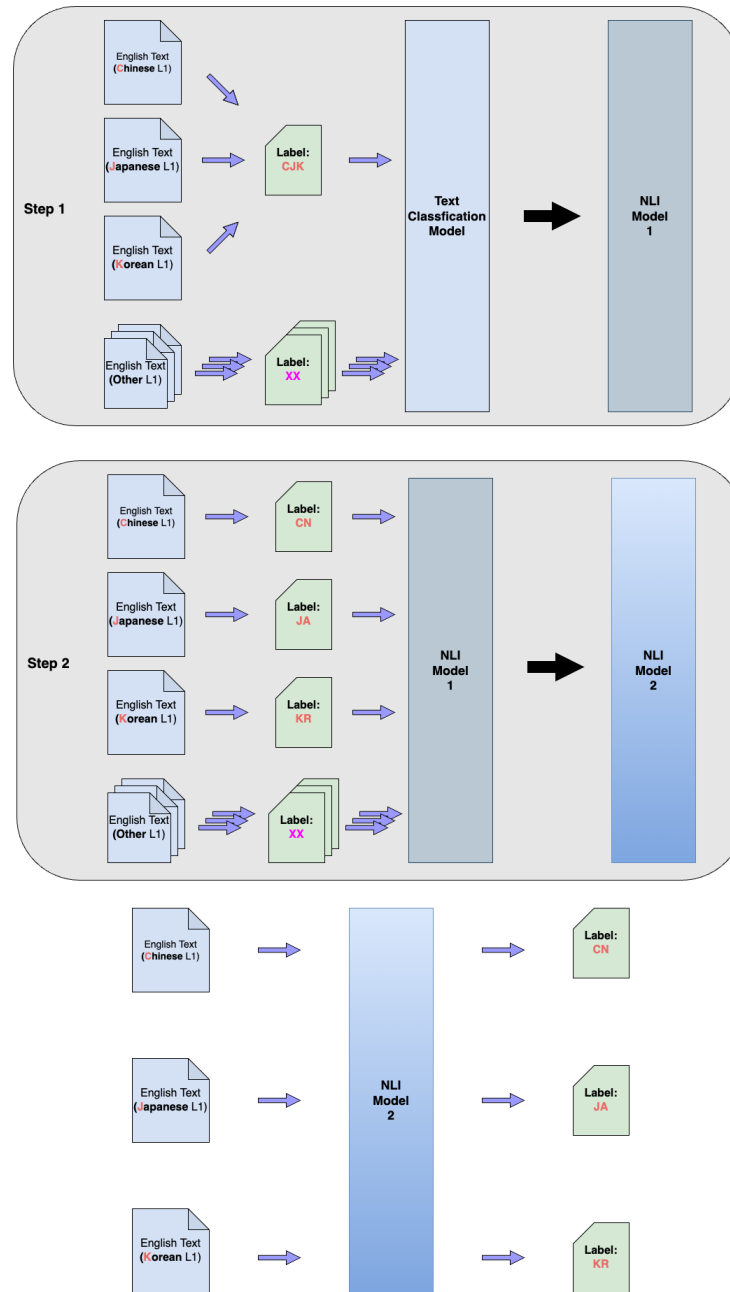 English Text
(Chinese L1)
English Text
(Japanese L1)
Label:
CJK
Step 1
English Text
(Korean L1)
Text
Classfication
Model
NLI
Model
1
English Text
(Other L1)
Label:
XX
English Text
(Chinese L1)
Label:
CN
English Text
(Japanese L1)
Label:
JA
Step 2
English Text
(Korean L1)
Label:
KR
NLI
Model
1
NLI
Model
2
English Text
(Other L1)
Label:
XX
English Text
(Chinese L1)
Label:
CN
English Text
(Japanese L1)
NLI
Model
2
Label:
JA
English Text
(Korean L1)
Label:
KR